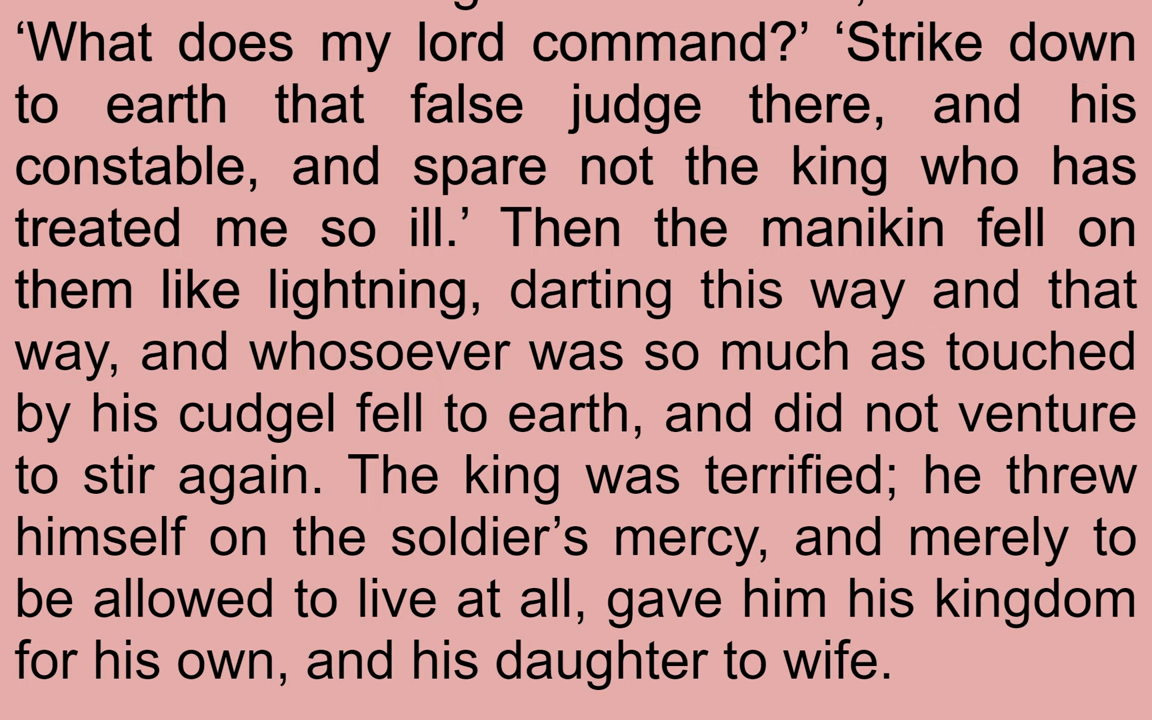 ‘What does my lord command?’ ‘Strike down
to earth that false judge there, and his
constable, and spare not the king who has
treated me so ill.’ Then the manikin fell on
them like lightning, darting this way and that
way, and whosoever was so much as touched
by his cudgel fell to earth, and did not venture
to stir again. The king was terrified; he threw
himself on the soldier’s mercy, and merely to
be allowed to live at all, gave him his kingdom
for his own, and his daughter to wife.